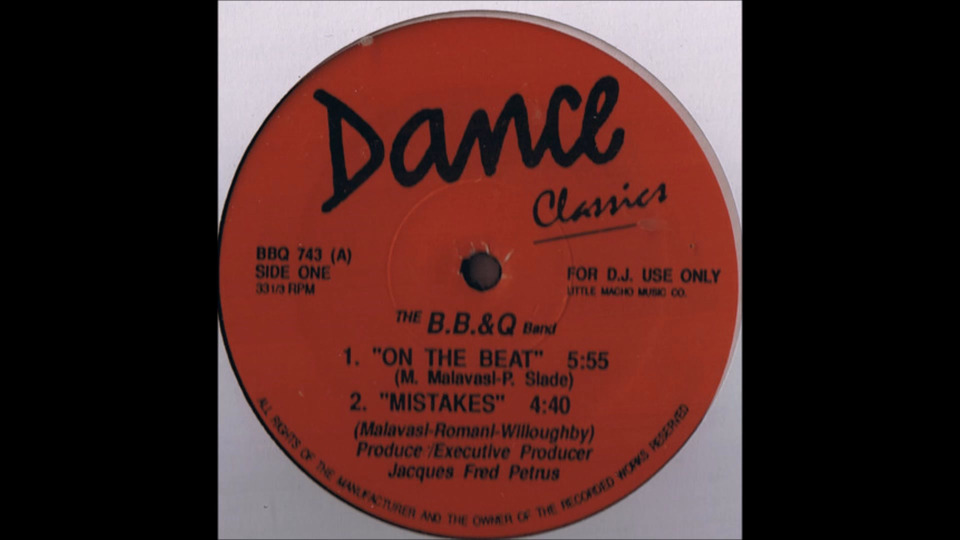 Dance
Classics
BBQ 743 (A)
SIDE ONE
33 1/3 RPM
FOR D.J. USE ONLY
LITTLE MACHO MUSIC CO.
THE B.B.&Q Band
1. "ON THE BEAT" 5:55
(M. Malavasi-P. Slade)
2. "MISTAKES" 4:40
(Malavasi-Romani-Willoughby)
Produce /Executive Producer
Jacques Fred Petrus
ALL RIGHTS OF THE MANUFACTURER AND THE OWNER OF THE RECORDED WORKS RESERVED